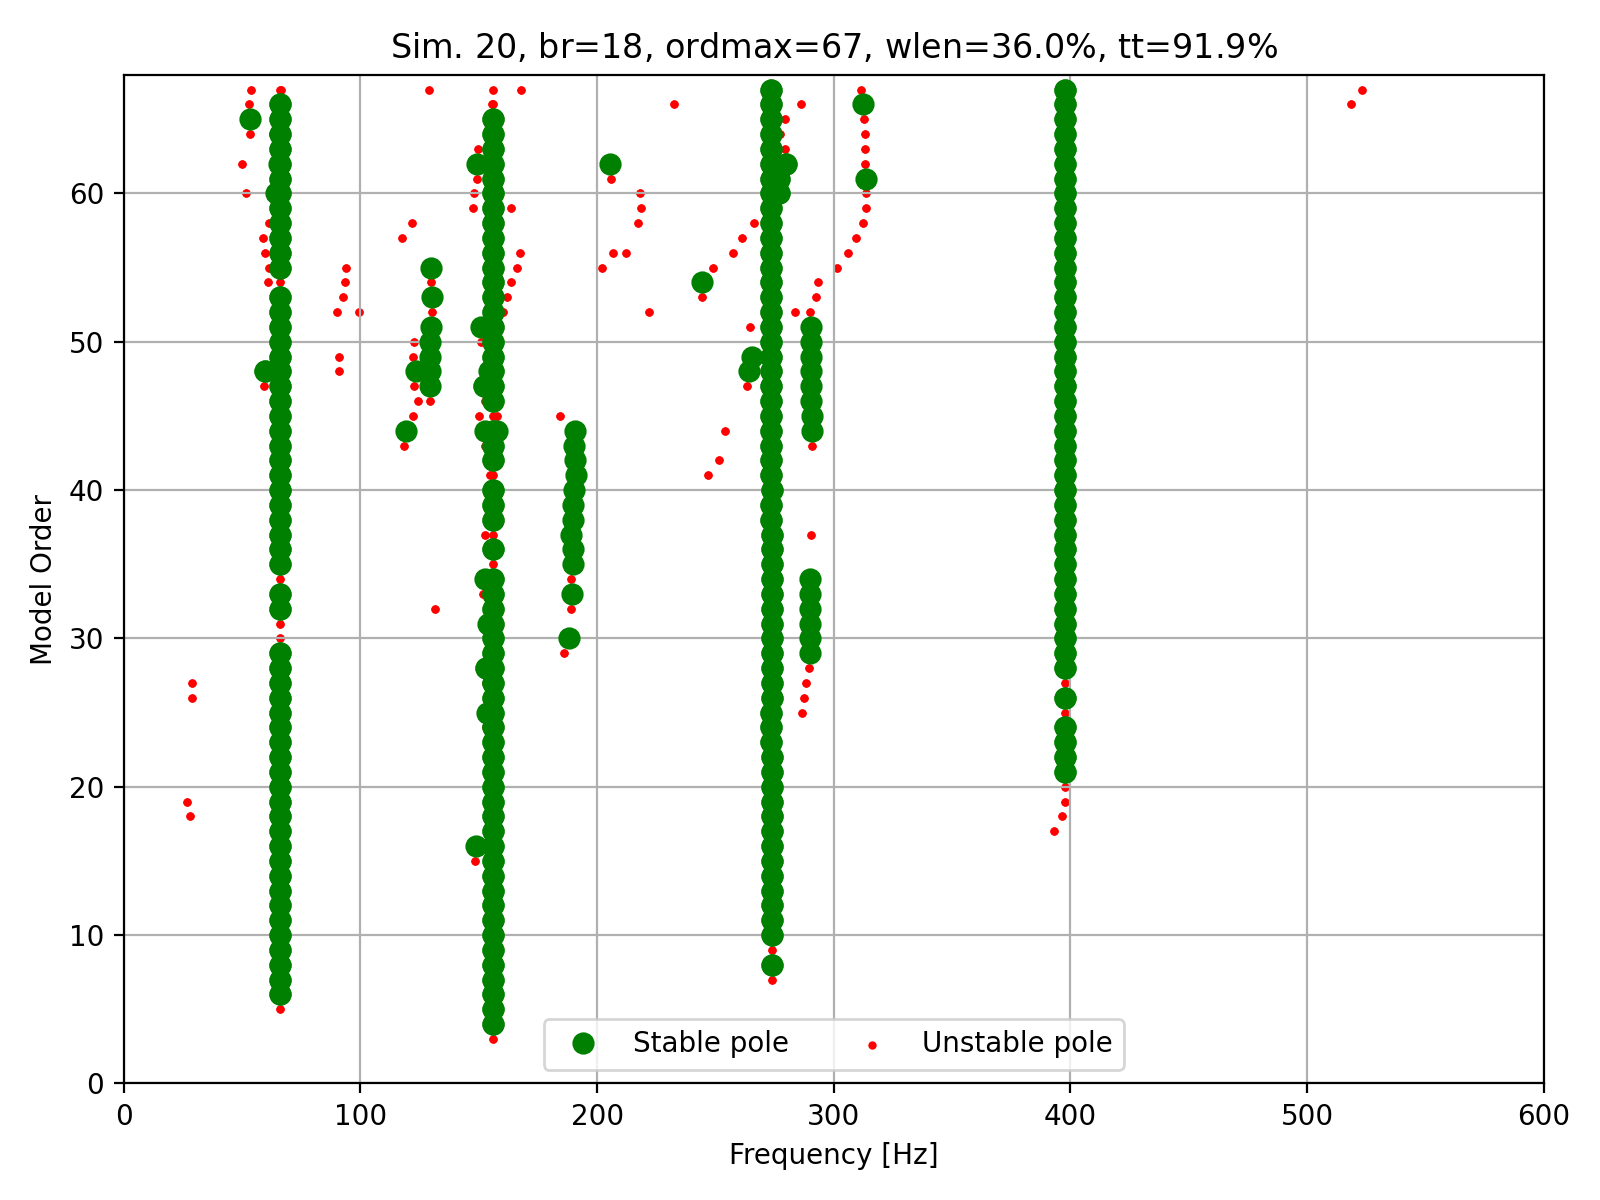 Sim. 20, br=18, ordmax=67, wlen=36.0%, tt=91.9%
Model Order
60
50
40
30
20
10
0
Stable pole
Unstable pole
0 100 200 300 400 500 600
Frequency [Hz]